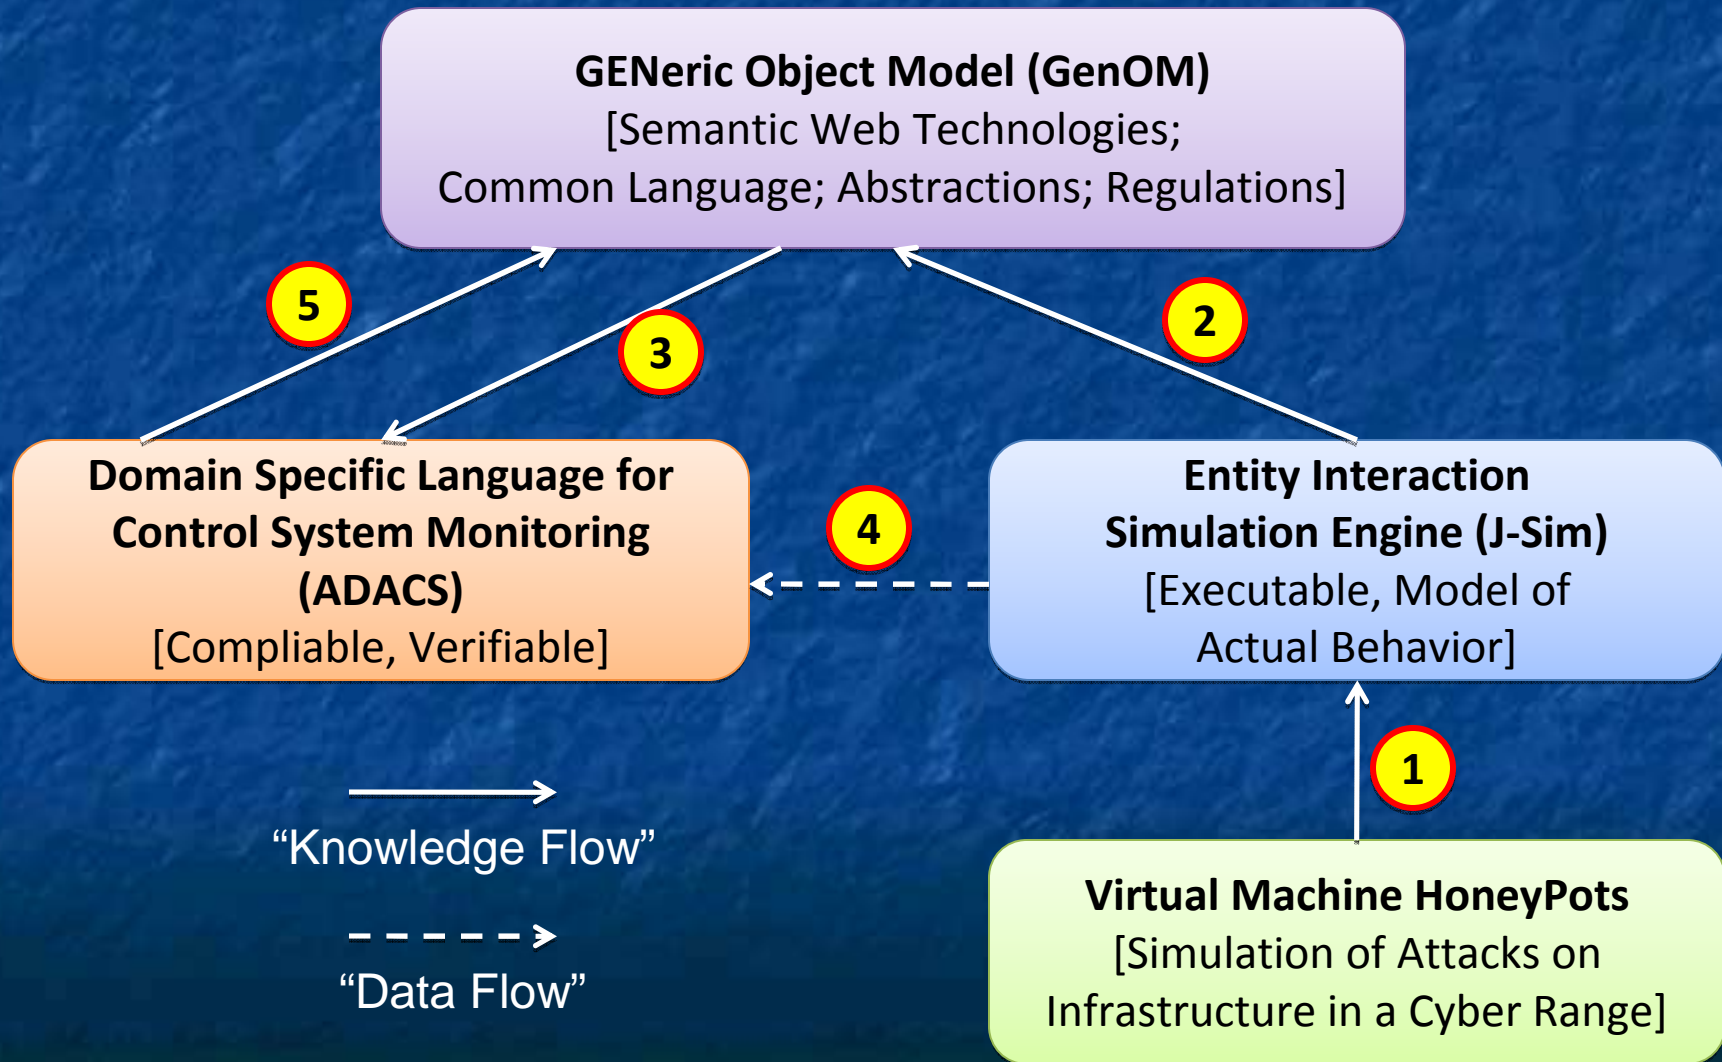 GENeric Object Model (GenOM)
[Semantic Web Technologies;
Common Language; Abstractions; Regulations]
5
3
2
Domain Specific Language for
Control System Monitoring
(ADACS)
[Compliable, Verifiable]
4
Entity Interaction
Simulation Engine (J-Sim)
[Executable, Model of
Actual Behavior]
1
“Knowledge Flow”
“Data Flow”
Virtual Machine HoneyPots
[Simulation of Attacks on
Infrastructure in a Cyber Range]